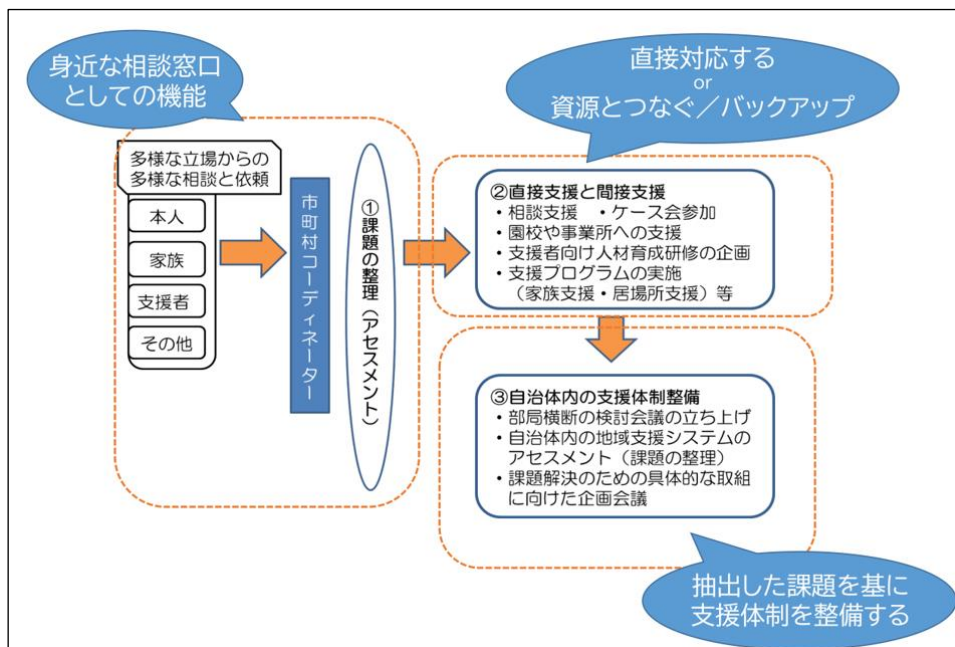 身近な相談窓口
としての機能
多様な立場からの
多様な相談と依頼
本人
家族
支援者
その他
市町村コーディネーター
①課題の整理（アセスメント）
直接対応する
or
資源とつなぐ／バックアップ
②直接支援と間接支援
・相談支援　・ケース会参加
・園校や事業所への支援
・支援者向け人材育成研修の企画
・支援プログラムの実施
（家族支援・居場所支援）等
③自治体内の支援体制整備
・部局横断の検討会議の立ち上げ
・自治体内の地域支援システムの
アセスメント（課題の整理）
・課題解決のための具体的な取組
に向けた企画会議
抽出した課題を基に
支援体制を整備する